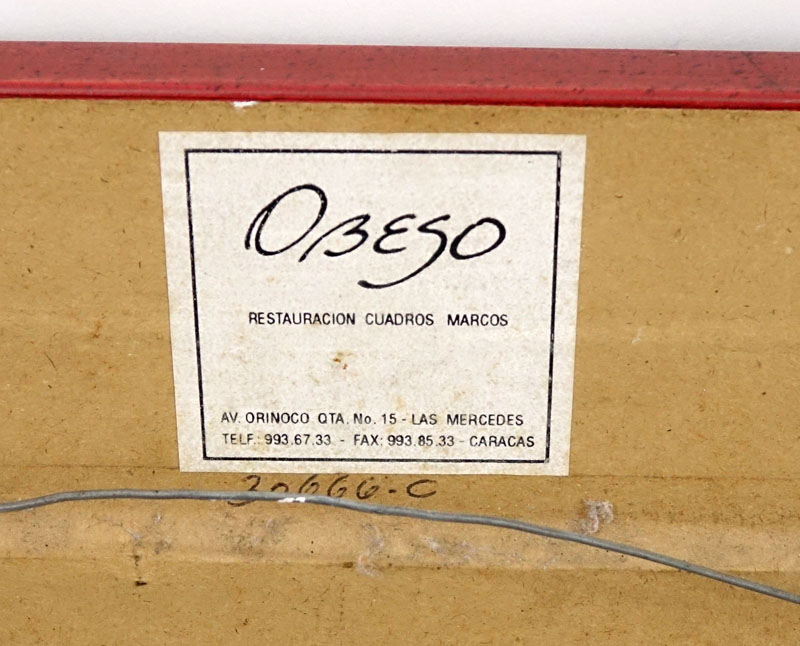 OBESO
RESTAURACION CUADROS MARCOS
AV. ORINOCO QTA. No. 15 - LAS MERCEDES
TELF.: 993.67.33. - FAX: 993.85.33 - CARACAS
30666-C